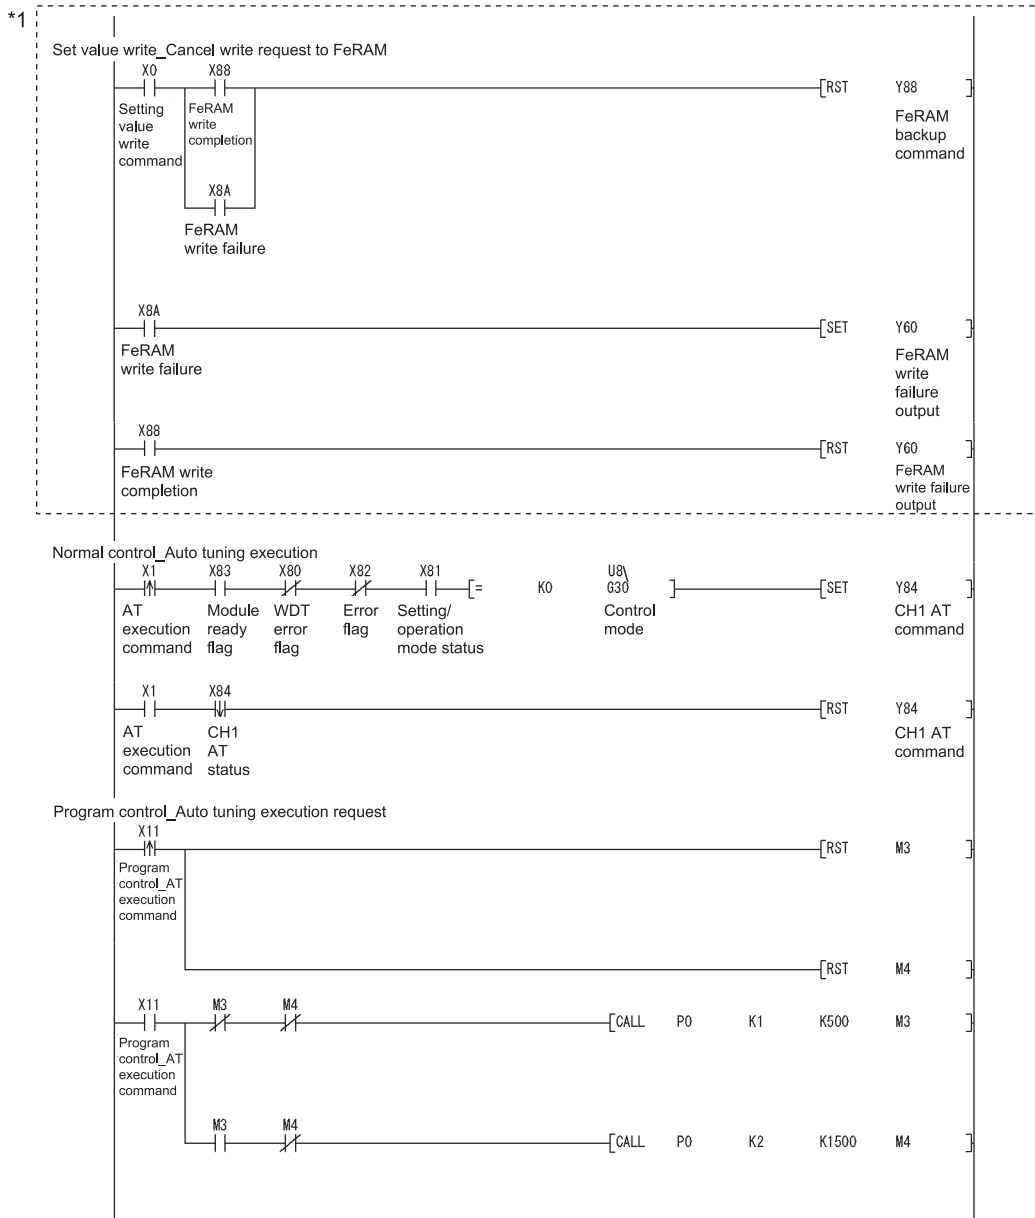 *1
Set value write_Cancel write request to FeRAM
X0 X88
[RST Y88 ]
Setting
value
write
command
FeRAM
write
completion
FeRAM
backup
command
X8A
FeRAM
write failure
X8A
[SET Y60 ]
FeRAM
write failure
FeRAM
write
failure
output
X88
[RST Y60 ]
FeRAM write
completion
FeRAM
write failure
output
Normal control_Auto tuning execution
X1 X83 X80 X82 X81
[= K0 U8\
G30 ]
[SET Y84 ]
AT
execution
command
Module
ready
flag
WDT
error
flag
Error
flag
Setting/
operation
mode status
Control
mode
CH1 AT
command
X1 X84
[RST Y84 ]
AT
execution
command
CH1
AT
status
CH1 AT
command
Program control_Auto tuning execution request
X11
[RST M3 ]
Program
control_AT
execution
command
[RST M4 ]
X11 M3 M4
[CALL P0 K1 K500 M3 ]
Program
control_AT
execution
command
M3 M4
[CALL P0 K2 K1500 M4 ]